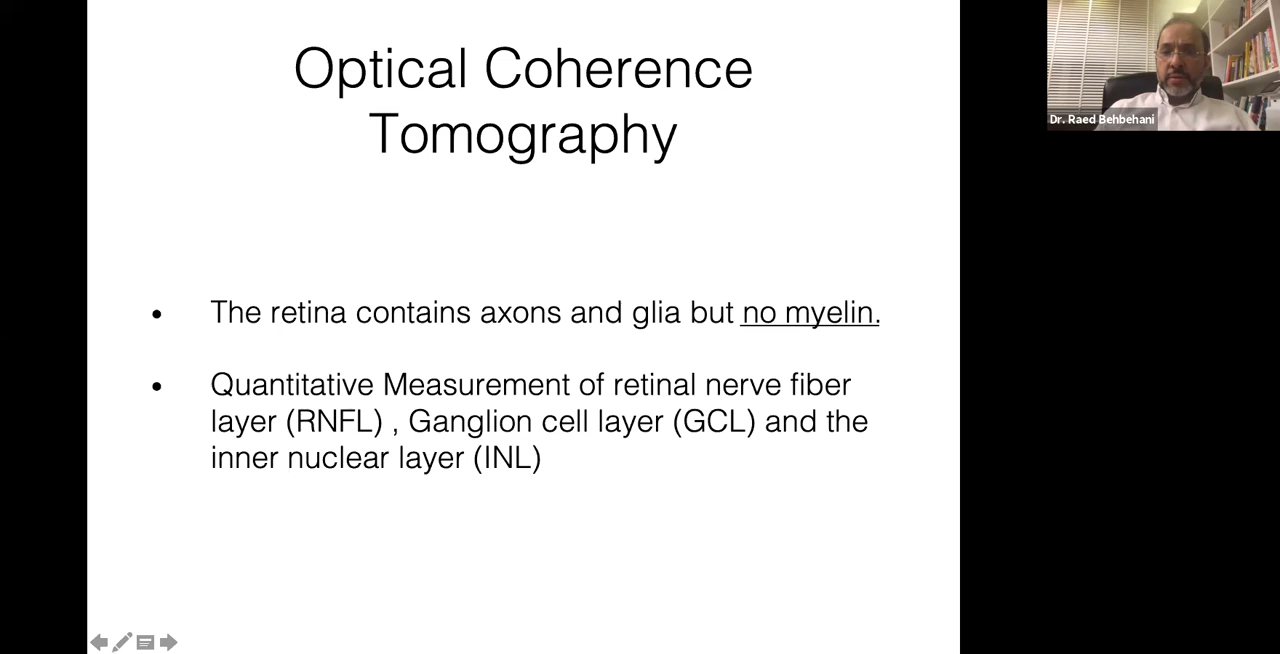 Optical Coherence
Tomography
• The retina contains axons and glia but no myelin.
• Quantitative Measurement of retinal nerve fiber
layer (RNFL) , Ganglion cell layer (GCL) and the
inner nuclear layer (INL)
Dr. Raed Behbehani